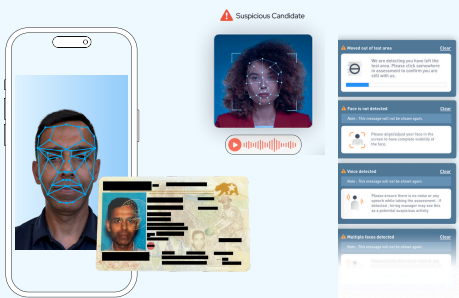 Suspicious Candidate
Moved out of test area
Clear
We are detecting you have left the
test area. Please click somewhere
in assessment to confirm you are
still with us.
Face is not detected
Clear
Note : This message will not be shown again
Please align/adjust your face in the
screen to have complete visibility of
the face.
Voice detected
Clear
Note : This message will not be shown again
Please ensure there is no noise or any
speech while taking the assessment . If
detected , hiring manager may see this
as a potential suspicious activity
Multiple faces detected
Clear
Note : This message will not be shown again